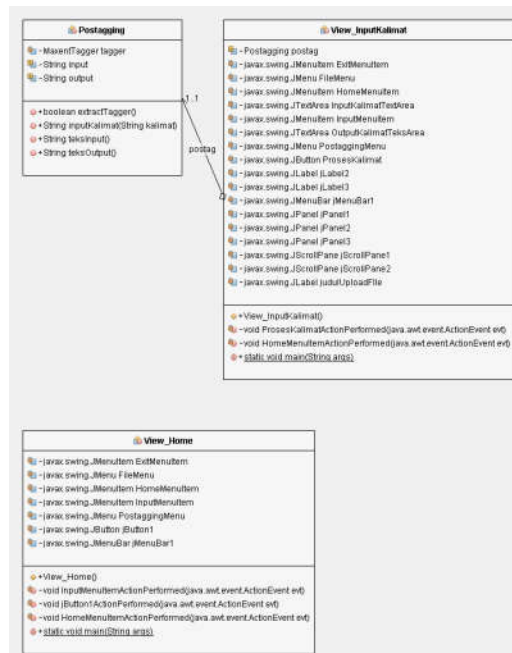 Postagging
- MaxentTagger tagger
- String input
- String output
+ boolean extractTagger()
+ String inputKalimat(String kalimat)
+ String teksInput()
+ String teksOutput()
1..1
postag
View_InputKalimat
- Postagging postag
- javax.swing.JMenuItem ExitMenuItem
- javax.swing.JMenu FileMenu
- javax.swing.JMenuItem HomeMenuItem
- javax.swing.JTextArea InputKalimatTextArea
- javax.swing.JMenuItem InputMenuItem
- javax.swing.JTextArea OutputKalimatTeksArea
- javax.swing.JMenu PostaggingMenu
- javax.swing.JButton ProsesKalimat
- javax.swing.JLabel jLabel2
- javax.swing.JLabel jLabel3
- javax.swing.JMenuBar jMenuBar1
- javax.swing.JPanel jPanel1
- javax.swing.JPanel jPanel2
- javax.swing.JPanel jPanel3
- javax.swing.JScrollPane jScrollPane1
- javax.swing.JScrollPane jScrollPane2
- javax.swing.JLabel judulUploadFile
+ View_InputKalimat()
- void ProsesKalimatActionPerformed(java.awt.event.ActionEvent evt)
- void HomeMenuItemActionPerformed(java.awt.event.ActionEvent evt)
+ static void main(String args)
View_Home
- javax.swing.JMenuItem ExitMenuItem
- javax.swing.JMenu FileMenu
- javax.swing.JMenuItem HomeMenuItem
- javax.swing.JMenuItem InputMenuItem
- javax.swing.JMenu PostaggingMenu
- javax.swing.JButton jButton1
- javax.swing.JMenuBar jMenuBar1
+ View_Home()
- void InputMenuItemActionPerformed(java.awt.event.ActionEvent evt)
- void jButton1ActionPerformed(java.awt.event.ActionEvent evt)
- void HomeMenuItemActionPerformed(java.awt.event.ActionEvent evt)
+ static void main(String args)